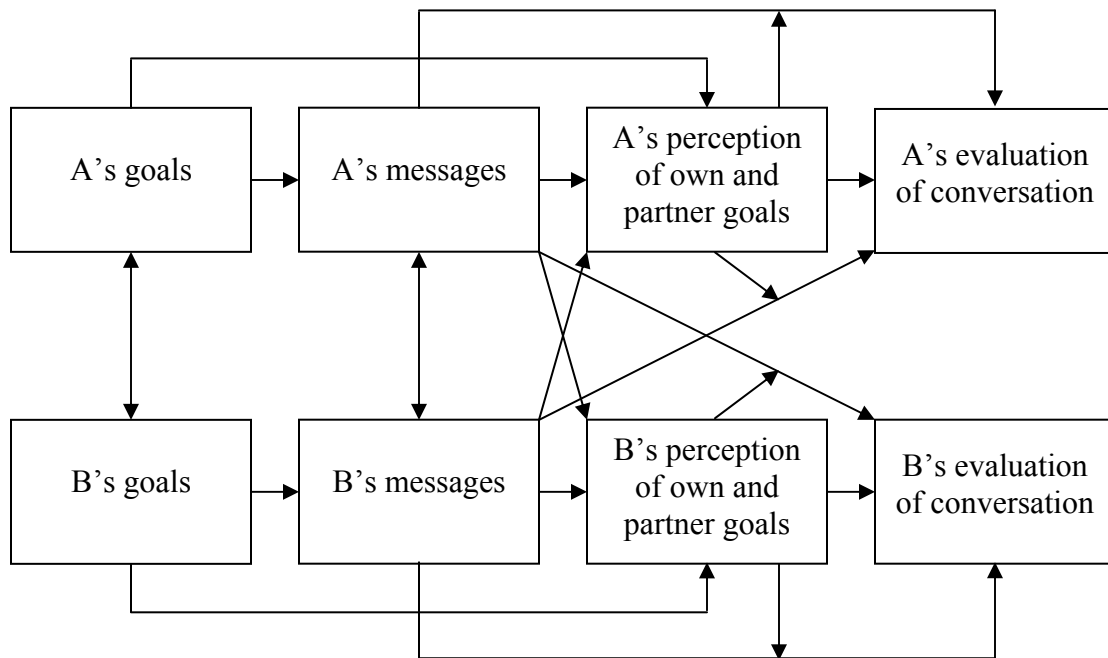 A’s goals
A’s messages
A’s perception
of own and
partner goals
A’s evaluation
of conversation
B’s goals
B’s messages
B’s perception
of own and
partner goals
B’s evaluation
of conversation